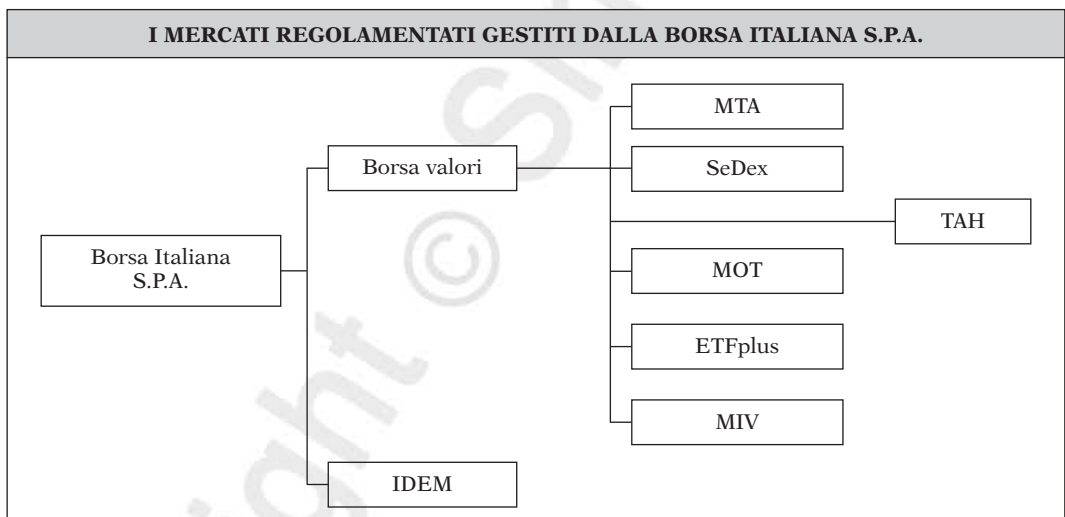 I MERCATI REGOLAMENTATI GESTITI DALLA BORSA ITALIANA S.P.A.
MTA
Borsa valori
SeDex
TAH
Borsa Italiana
S.P.A.
MOT
ETFplus
MIV
IDEM
©